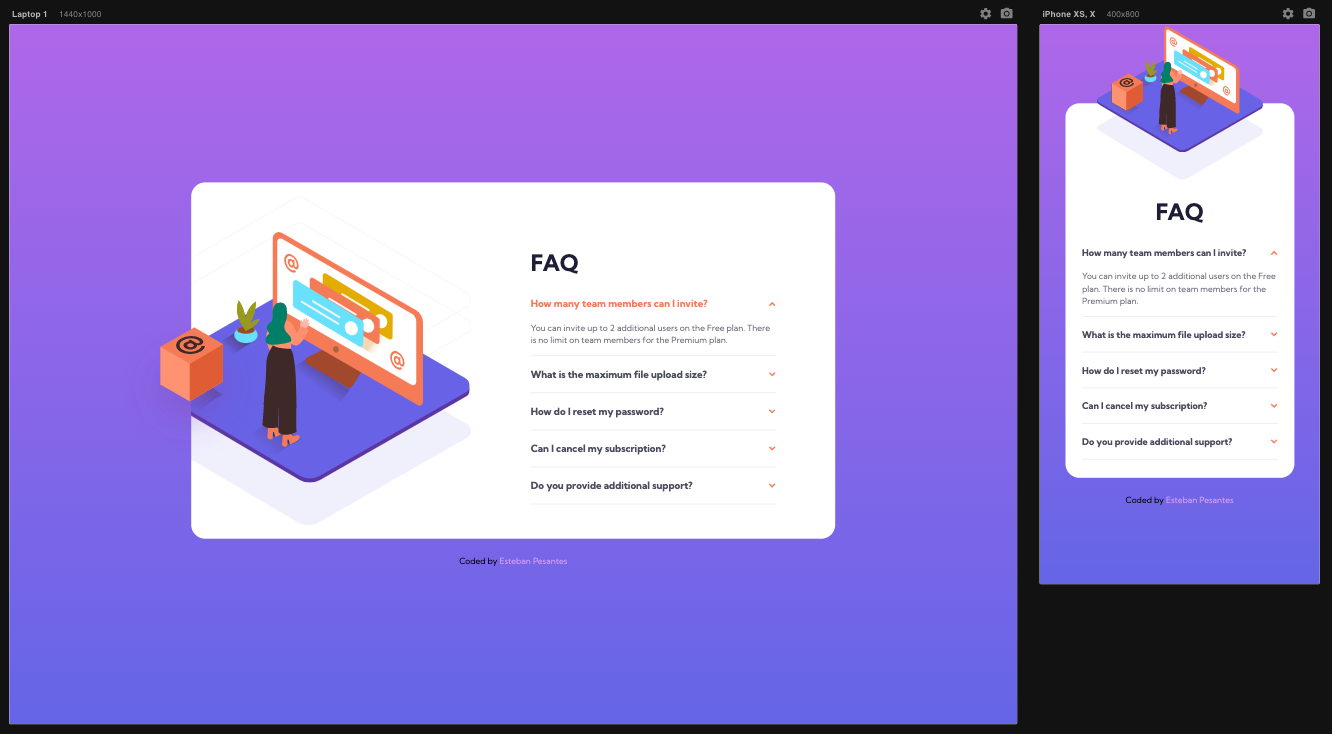 Laptop 1 1440x1000
FAQ
How many team members can I invite?
You can invite up to 2 additional users on the Free plan. There
is no limit on team members for the Premium plan.
What is the maximum file upload size?
How do I reset my password?
Can I cancel my subscription?
Do you provide additional support?
Coded by Esteban Pesantes
iPhone XS, X 400x800
FAQ
How many team members can I invite?
You can invite up to 2 additional users on the Free
plan. There is no limit on team members for the
Premium plan.
What is the maximum file upload size?
How do I reset my password?
Can I cancel my subscription?
Do you provide additional support?
Coded by Esteban Pesantes